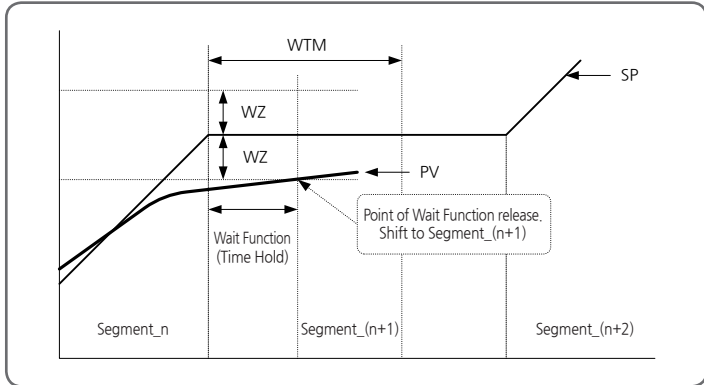 WTM
SP
WZ
WZ
PV
Point of Wait Function release,
Shift to Segment_(n+1)
Wait Function
(Time Hold)
Segment_n
Segment_(n+1)
Segment_(n+2)